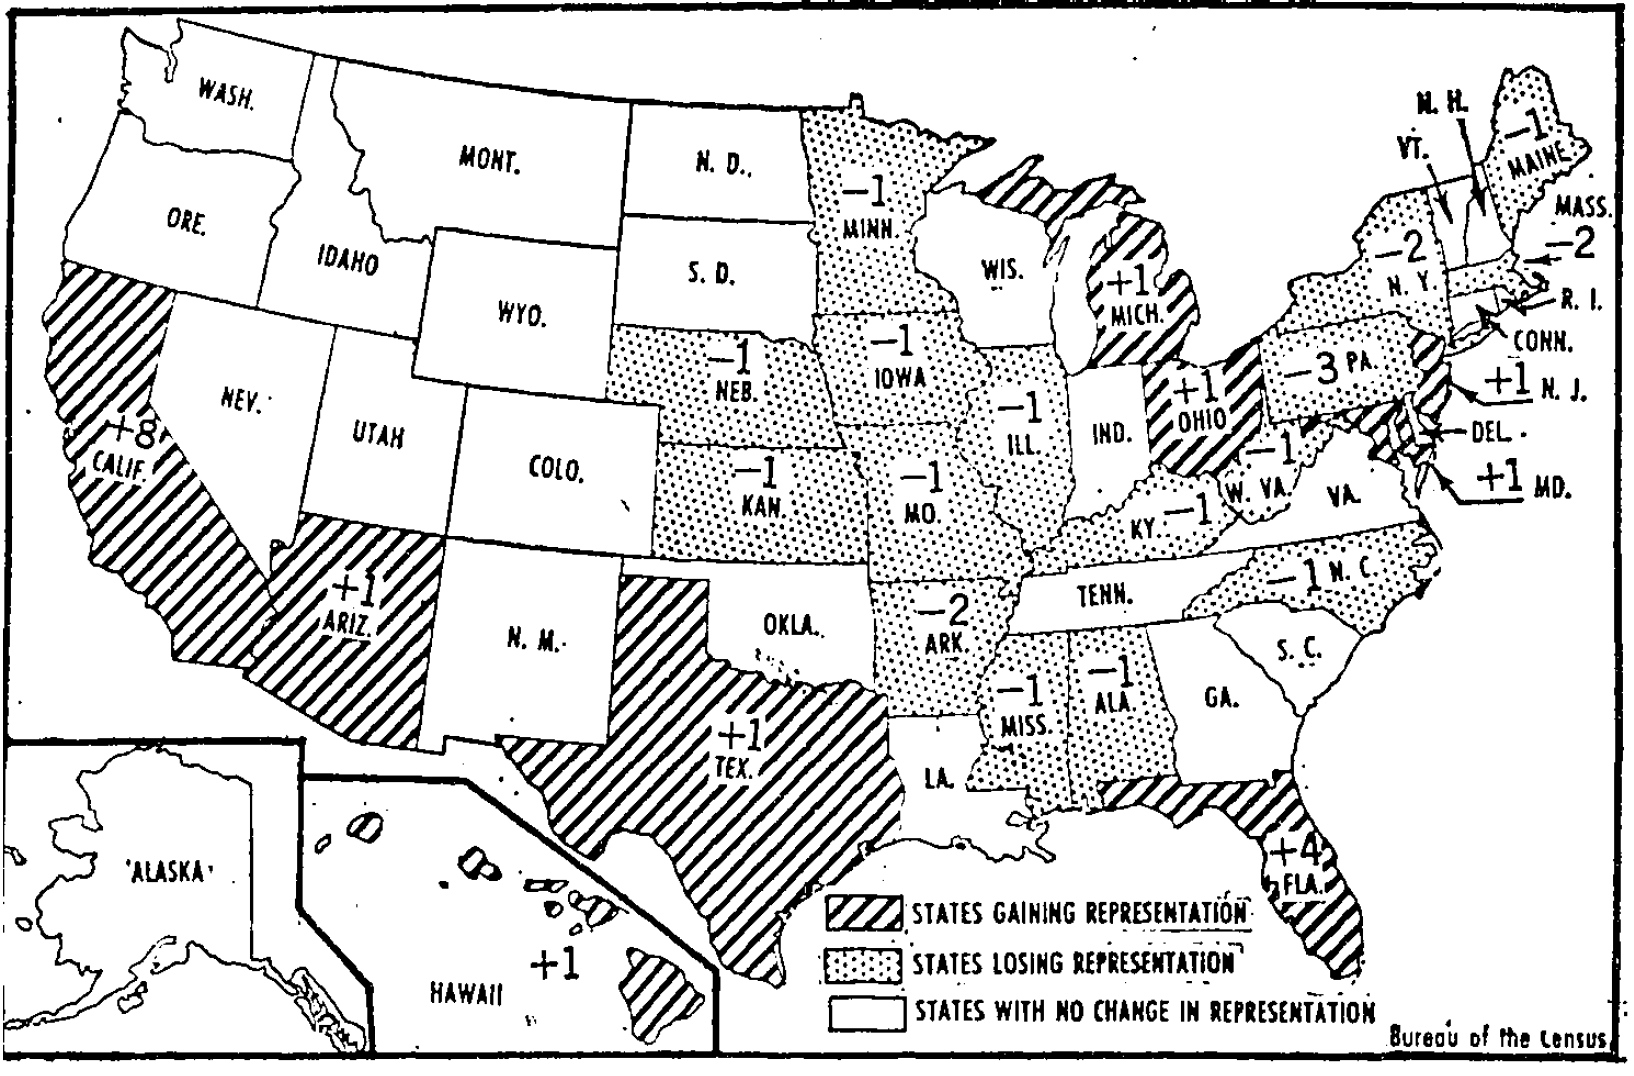 WASH.
MONT.
N. D.
-1
MINN.
N. H.
VT.
-1
MAINE
MASS.
-2
ORE.
IDAHO
S. D.
WIS.
+1
MICH.
-2
N. Y.
R. I.
CONN.
WYO.
-1
NEB.
-1
IOWA
-3 PA.
+1 N. J.
DEL.
+1 MD.
NEV.
UTAH
COLO.
-1
ILL.
IND.
+1
OHIO
-1
W. VA.
VA.
+8
CALIF.
-1
KAN.
-1
MO.
KY. -1
-1 N. C.
TENN.
+1
ARIZ.
N. M.
OKLA.
-2
ARK.
S. C.
-1
MISS.
-1
ALA.
GA.
+1
TEX.
LA.
+4
FLA.
ALASKA
HAWAII
+1
STATES GAINING REPRESENTATION
STATES LOSING REPRESENTATION
STATES WITH NO CHANGE IN REPRESENTATION
Bureau of the Census